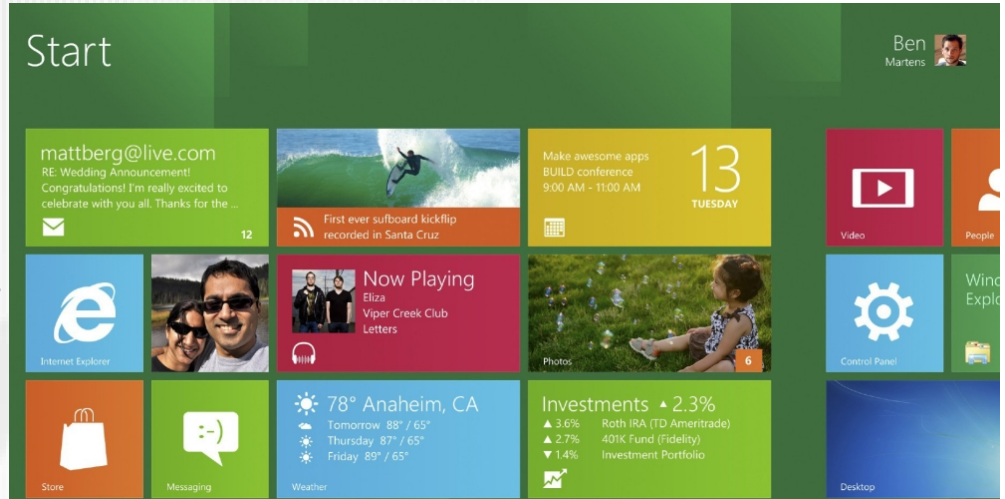 Start
Ben
Martens
mattberg@live.com
RE: Wedding Announcement!
Congratulations! I'm really excited to
celebrate with you all. Thanks for the ...
12
First ever sufboard kickflip
recorded in Santa Cruz
Make awesome apps
BUILD conference
9:00 AM - 11:00 AM
13
TUESDAY
Video
People
Internet Explorer
Now Playing
Eliza
Viper Creek Club
Letters
Photos
6
Control Panel
Store
:-)
Messaging
78° Anaheim, CA
Tomorrow 88° / 65°
Thursday 87° / 65°
Friday 89° / 65°
Weather
Investments ▲ 2.3%
▲ 3.6% Roth IRA (TD Ameritrade)
▲ 2.7% 401K Fund (Fidelity)
▼ 1.4% Investment Portfolio
Desktop